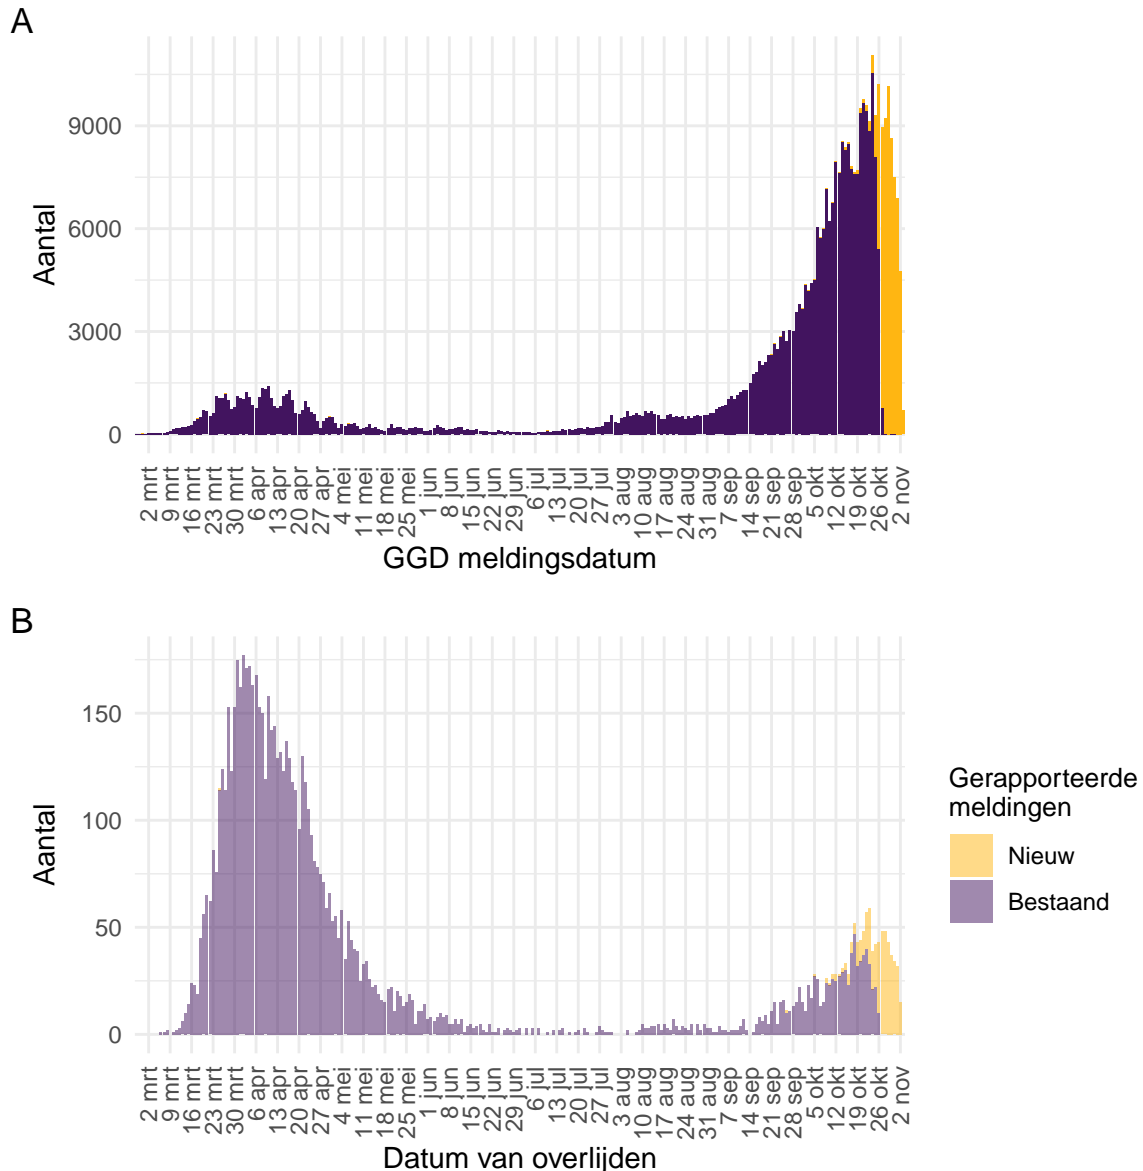 A
Aantal
9000
6000
3000
0
2 mrt
9 mrt
16 mrt
23 mrt
30 mrt
6 apr
13 apr
20 apr
27 apr
4 mei
11 mei
18 mei
25 mei
1 jun
8 jun
15 jun
22 jun
29 jun
6 jul
13 jul
20 jul
27 jul
3 aug
10 aug
17 aug
24 aug
31 aug
7 sep
14 sep
21 sep
28 sep
5 okt
12 okt
19 okt
26 okt
2 nov
GGD meldingsdatum
B
Aantal
150
100
50
0
2 mrt
9 mrt
16 mrt
23 mrt
30 mrt
6 apr
13 apr
20 apr
27 apr
4 mei
11 mei
18 mei
25 mei
1 jun
8 jun
15 jun
22 jun
29 jun
6 jul
13 jul
20 jul
27 jul
3 aug
10 aug
17 aug
24 aug
31 aug
7 sep
14 sep
21 sep
28 sep
5 okt
12 okt
19 okt
26 okt
2 nov
Datum van overlijden
Gerapporteerde
meldingen
Nieuw
Bestaand